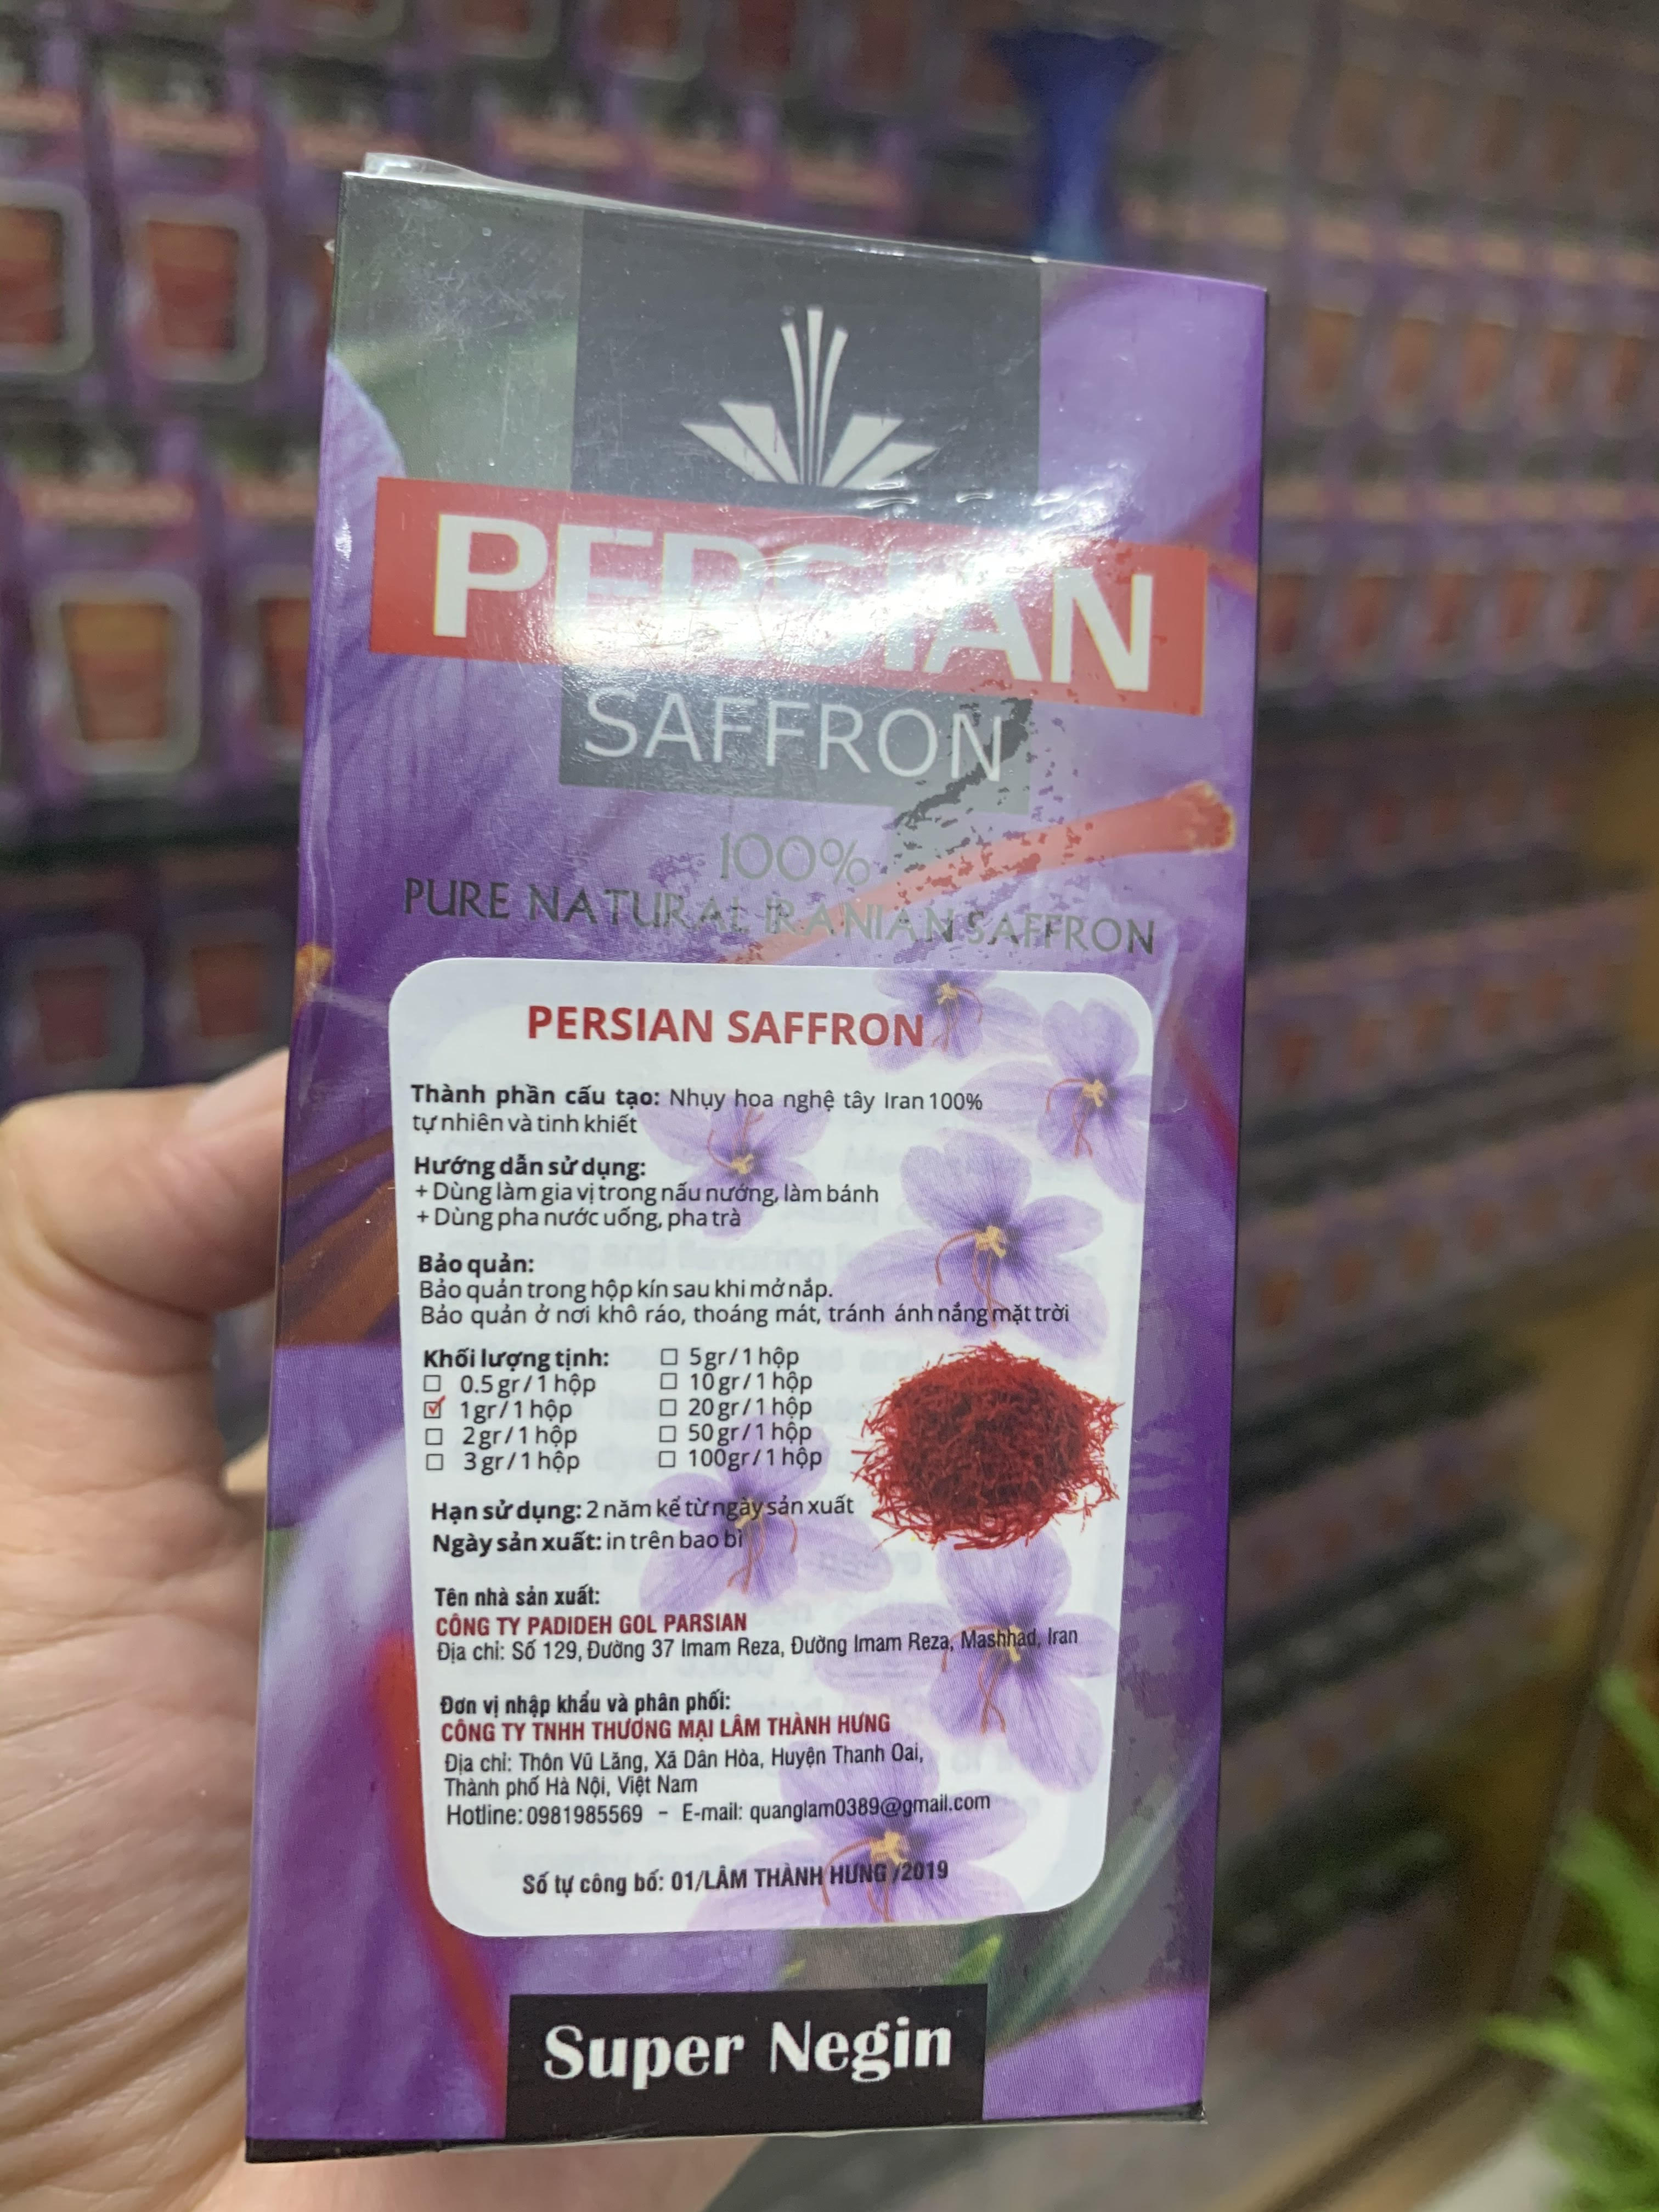 PERSIAN
SAFFRON
100%
PURE NATURAL IRANIAN SAFFRON
PERSIAN SAFFRON
Thành phần cấu tạo: Nhụy hoa nghệ tây Iran 100%
tự nhiên và tinh khiết
Hướng dẫn sử dụng:
+ Dùng làm gia vị trong nấu nướng, làm bánh
+ Dùng pha nước uống, pha trà
Bảo quản:
Bảo quản trong hộp kín sau khi mở nắp.
Bảo quản ở nơi khô ráo, thoáng mát, tránh ánh nắng mặt trời
Khối lượng tịnh:
☐ 0.5 gr / 1 hộp
☑ 1gr/1 hộp
☐ 2gr/1 hộp
☐ 3 gr/1 hộp
☐ 5gr/1 hộp
☐ 10gr/1 hộp
☐ 20gr/1 hộp
☐ 50gr/1 hộp
☐ 100gr/1 hộp
Hạn sử dụng: 2 năm kể từ ngày sản xuất
Ngày sản xuất: in trên bao bì
Tên nhà sản xuất:
CÔNG TY PADIDEH GOL PARSIAN
Địa chỉ: Số 129, Đường 37 Imam Reza, Đường Imam Reza, Mashhad, Iran
Đơn vị nhập khẩu và phân phối:
CÔNG TY TNHH THƯƠNG MẠI LÂM THÀNH HƯNG
Địa chỉ: Thôn Vũ Lăng, Xã Dân Hòa, Huyện Thanh Oai,
Thành phố Hà Nội, Việt Nam
Hotline: 0981985569 - E-mail: quanglam0389@gmail.com
Số tự công bố: 01/LÂM THÀNH HƯNG /2019
Super Negin